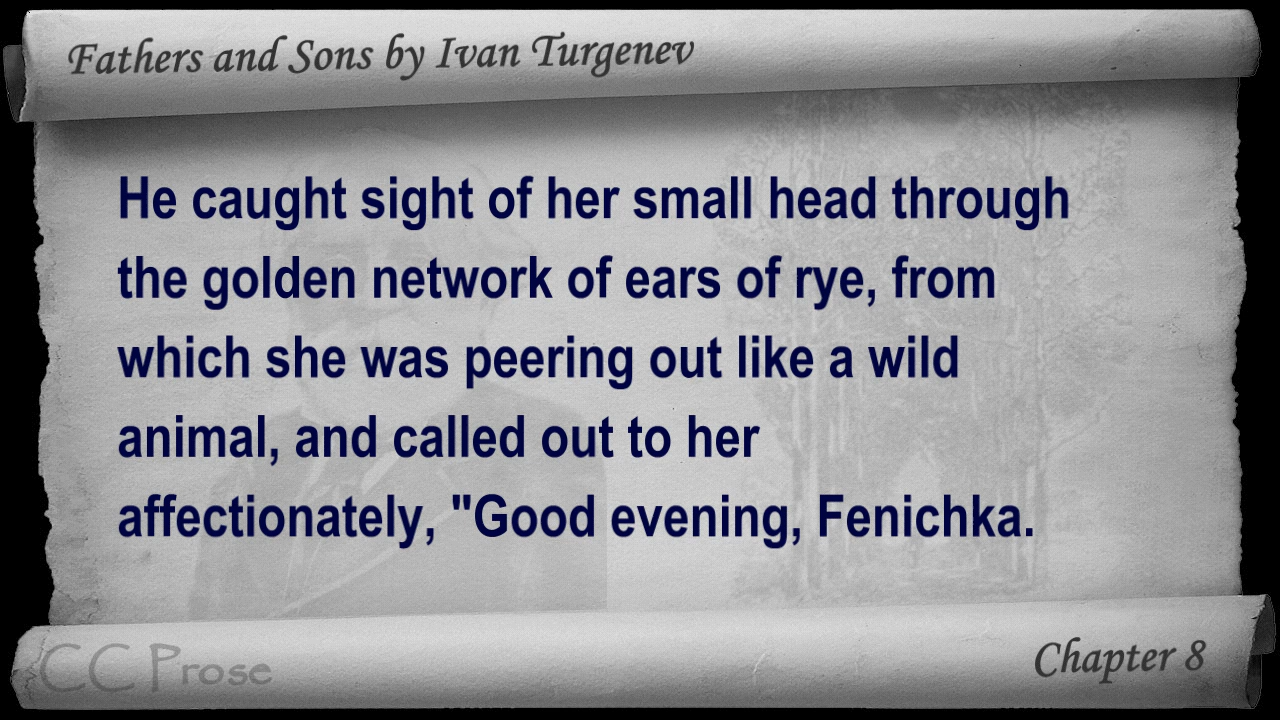 Fathers and Sons by Ivan Turgenev
He caught sight of her small head through
the golden network of ears of rye, from
which she was peering out like a wild
animal, and called out to her
affectionately, "Good evening, Fenichka.
CC Prose
Chapter 8